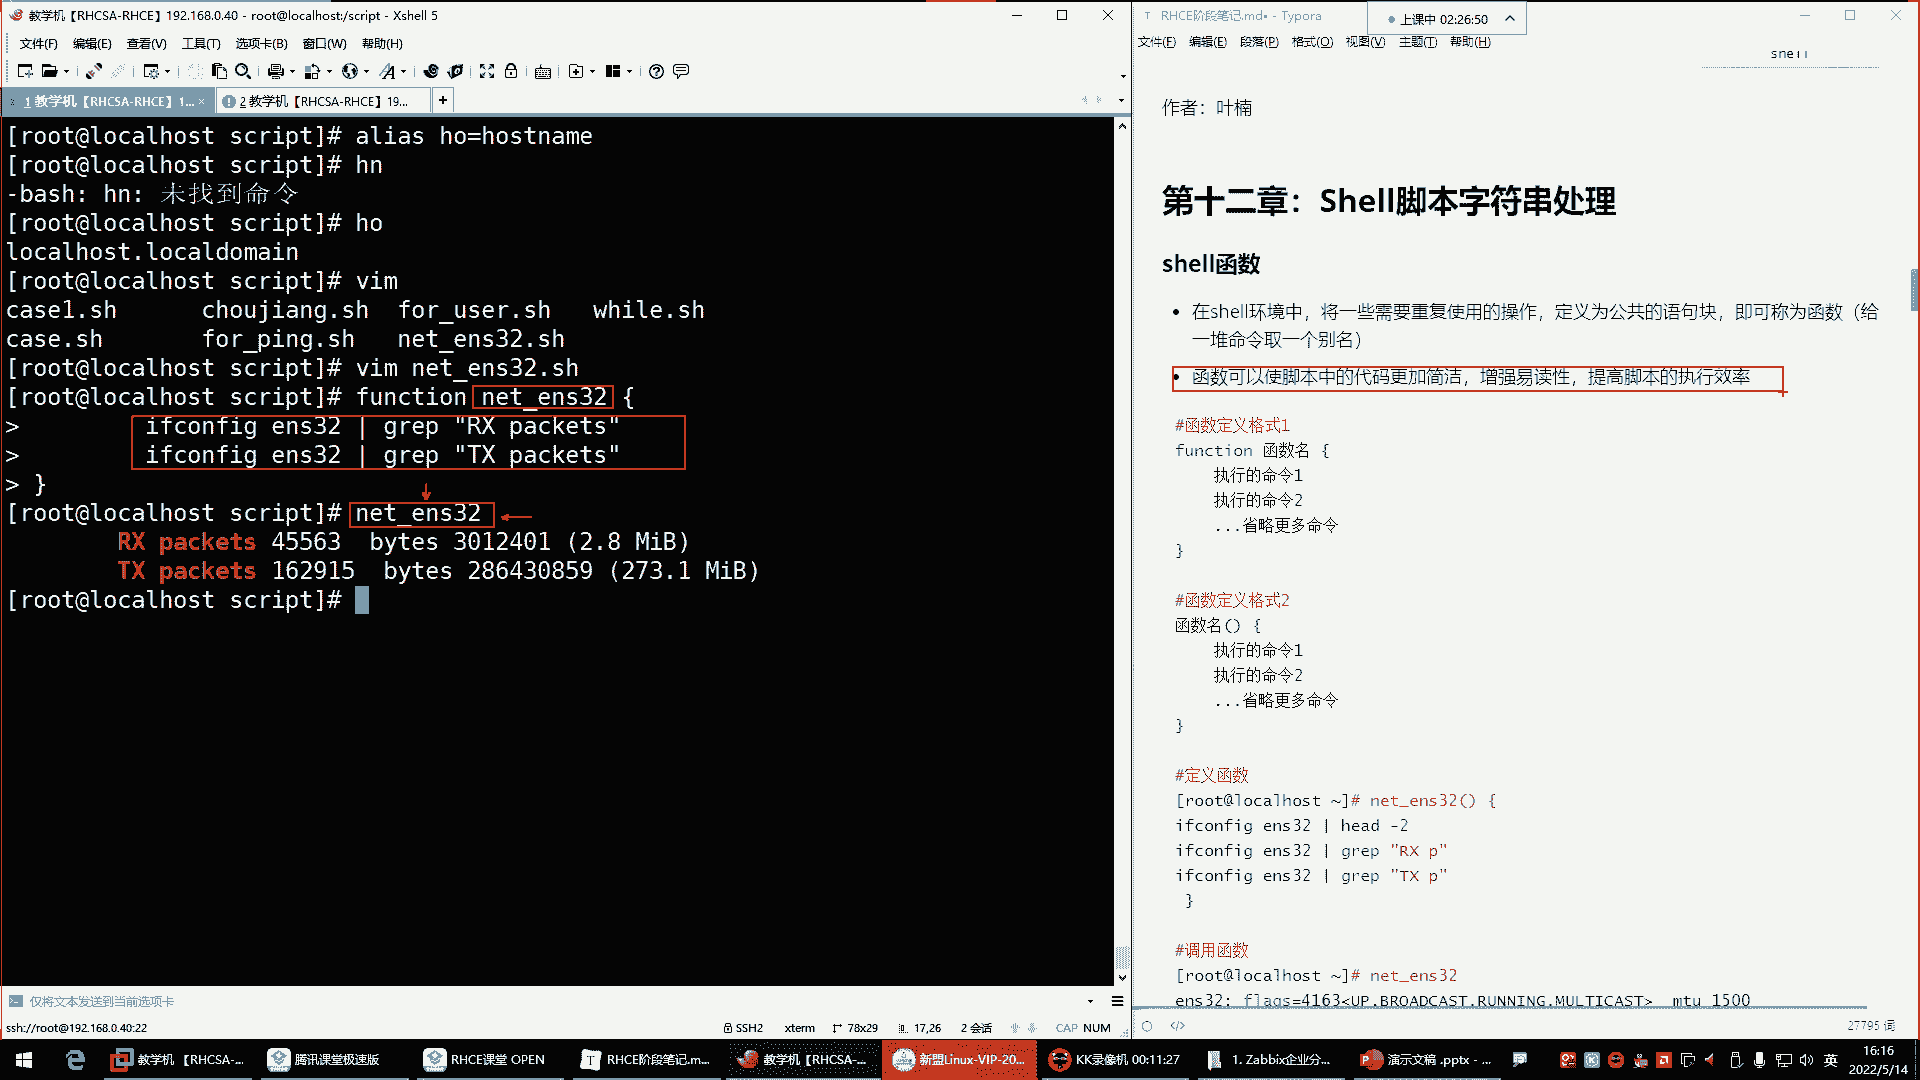 教学机【RHCSA-RHCE】192.168.0.40 - root@localhost:/script - Xshell 5
文件(F) 编辑(E) 查看(V) 工具(T) 选项卡(B) 窗口(W) 帮助(H)
1 教学机【RHCSA-RHCE】1... ×
2 教学机【RHCSA-RHCE】19...
+
[root@localhost script]# alias ho=hostname
[root@localhost script]# hn
-bash: hn: 未找到命令
[root@localhost script]# ho
localhost.localdomain
[root@localhost script]# vim
case1.sh choujiang.sh for_user.sh while.sh
case.sh for_ping.sh net_ens32.sh
[root@localhost script]# vim net_ens32.sh
[root@localhost script]# function net_ens32 {
> ifconfig ens32 | grep "RX packets"
> ifconfig ens32 | grep "TX packets"
> }
[root@localhost script]# net_ens32
RX packets 45563 bytes 3012401 (2.8 MiB)
TX packets 162915 bytes 286430859 (273.1 MiB)
[root@localhost script]#
仅将文本发送到当前选项卡
ssh://root@192.168.0.40:22
SSH2 xterm 78x29 17,26 2 会话 CAP NUM
RHCE阶段笔记.md• - Typora
上课中 02:26:50
文件(F) 编辑(E) 段落(P) 格式(O) 视图(V) 主题(T) 帮助(H)
shell
作者：叶楠
第十二章：Shell脚本字符串处理
shell函数
• 在shell环境中，将一些需要重复使用的操作，定义为公共的语句块，即可称为函数（给
一堆命令取一个别名）
• 函数可以使脚本中的代码更加简洁，增强易读性，提高脚本的执行效率
#函数定义格式1
function 函数名 {
执行的命令1
执行的命令2
...省略更多命令
}
#函数定义格式2
函数名() {
执行的命令1
执行的命令2
...省略更多命令
}
#定义函数
[root@localhost ~]# net_ens32() {
ifconfig ens32 | head -2
ifconfig ens32 | grep "RX p"
ifconfig ens32 | grep "TX p"
}
#调用函数
[root@localhost ~]# net_ens32
ens32: flags=4163<UP,BROADCAST,RUNNING,MULTICAST> mtu 1500
</>
27795 词
教学机 【RHCSA-...
腾讯课堂极速版
RHCE课堂 OPEN
RHCE阶段笔记.m...
教学机【RHCSA-...
新盟Linux-VIP-20...
KK录像机 00:11:27
1. Zabbix企业分...
演示文稿 .pptx - ...
英
16:16
2022/5/14